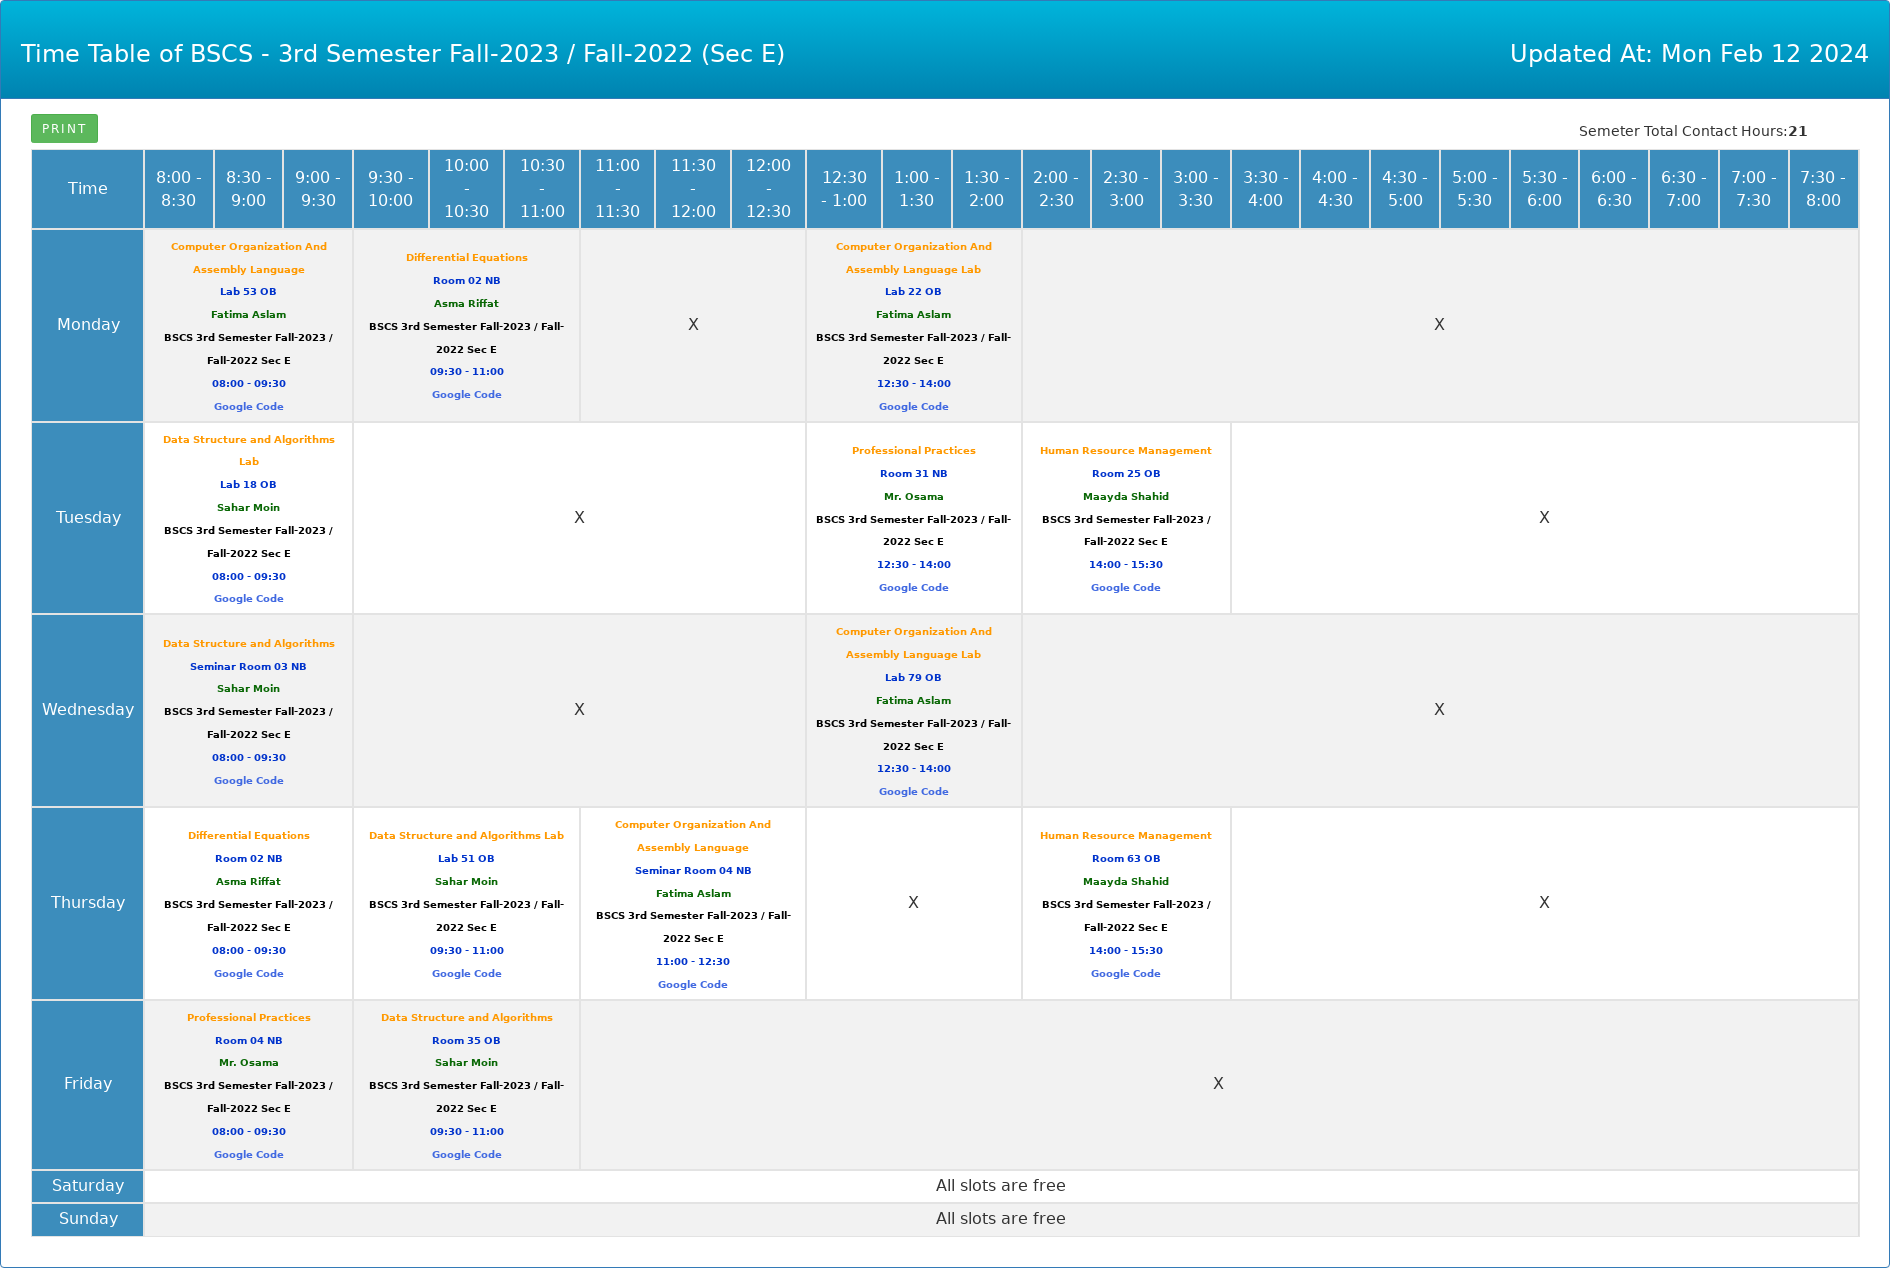 Time Table of BSCS - 3rd Semester Fall-2023 / Fall-2022 (Sec E)
Updated At: Mon Feb 12 2024
PRINT
Semeter Total Contact Hours:21
Time
8:00 -
8:30
8:30 -
9:00
9:00 -
9:30
9:30 -
10:00
10:00
-
10:30
10:30
-
11:00
11:00
-
11:30
11:30
-
12:00
12:00
-
12:30
12:30
- 1:00
1:00 -
1:30
1:30 -
2:00
2:00 -
2:30
2:30 -
3:00
3:00 -
3:30
3:30 -
4:00
4:00 -
4:30
4:30 -
5:00
5:00 -
5:30
5:30 -
6:00
6:00 -
6:30
6:30 -
7:00
7:00 -
7:30
7:30 -
8:00
Monday
Computer Organization And
Assembly Language
Lab 53 OB
Fatima Aslam
BSCS 3rd Semester Fall-2023 /
Fall-2022 Sec E
08:00 - 09:30
Google Code
Differential Equations
Room 02 NB
Asma Riffat
BSCS 3rd Semester Fall-2023 / Fall-
2022 Sec E
09:30 - 11:00
Google Code
X
Computer Organization And
Assembly Language Lab
Lab 22 OB
Fatima Aslam
BSCS 3rd Semester Fall-2023 / Fall-
2022 Sec E
12:30 - 14:00
Google Code
X
Tuesday
Data Structure and Algorithms
Lab
Lab 18 OB
Sahar Moin
BSCS 3rd Semester Fall-2023 /
Fall-2022 Sec E
08:00 - 09:30
Google Code
X
Professional Practices
Room 31 NB
Mr. Osama
BSCS 3rd Semester Fall-2023 / Fall-
2022 Sec E
12:30 - 14:00
Google Code
Human Resource Management
Room 25 OB
Maayda Shahid
BSCS 3rd Semester Fall-2023 /
Fall-2022 Sec E
14:00 - 15:30
Google Code
X
Wednesday
Data Structure and Algorithms
Seminar Room 03 NB
Sahar Moin
BSCS 3rd Semester Fall-2023 /
Fall-2022 Sec E
08:00 - 09:30
Google Code
X
Computer Organization And
Assembly Language Lab
Lab 79 OB
Fatima Aslam
BSCS 3rd Semester Fall-2023 / Fall-
2022 Sec E
12:30 - 14:00
Google Code
X
Thursday
Differential Equations
Room 02 NB
Asma Riffat
BSCS 3rd Semester Fall-2023 /
Fall-2022 Sec E
08:00 - 09:30
Google Code
Data Structure and Algorithms Lab
Lab 51 OB
Sahar Moin
BSCS 3rd Semester Fall-2023 / Fall-
2022 Sec E
09:30 - 11:00
Google Code
Computer Organization And
Assembly Language
Seminar Room 04 NB
Fatima Aslam
BSCS 3rd Semester Fall-2023 / Fall-
2022 Sec E
11:00 - 12:30
Google Code
X
Human Resource Management
Room 63 OB
Maayda Shahid
BSCS 3rd Semester Fall-2023 /
Fall-2022 Sec E
14:00 - 15:30
Google Code
X
Friday
Professional Practices
Room 04 NB
Mr. Osama
BSCS 3rd Semester Fall-2023 /
Fall-2022 Sec E
08:00 - 09:30
Google Code
Data Structure and Algorithms
Room 35 OB
Sahar Moin
BSCS 3rd Semester Fall-2023 / Fall-
2022 Sec E
09:30 - 11:00
Google Code
X
Saturday
All slots are free
Sunday
All slots are free